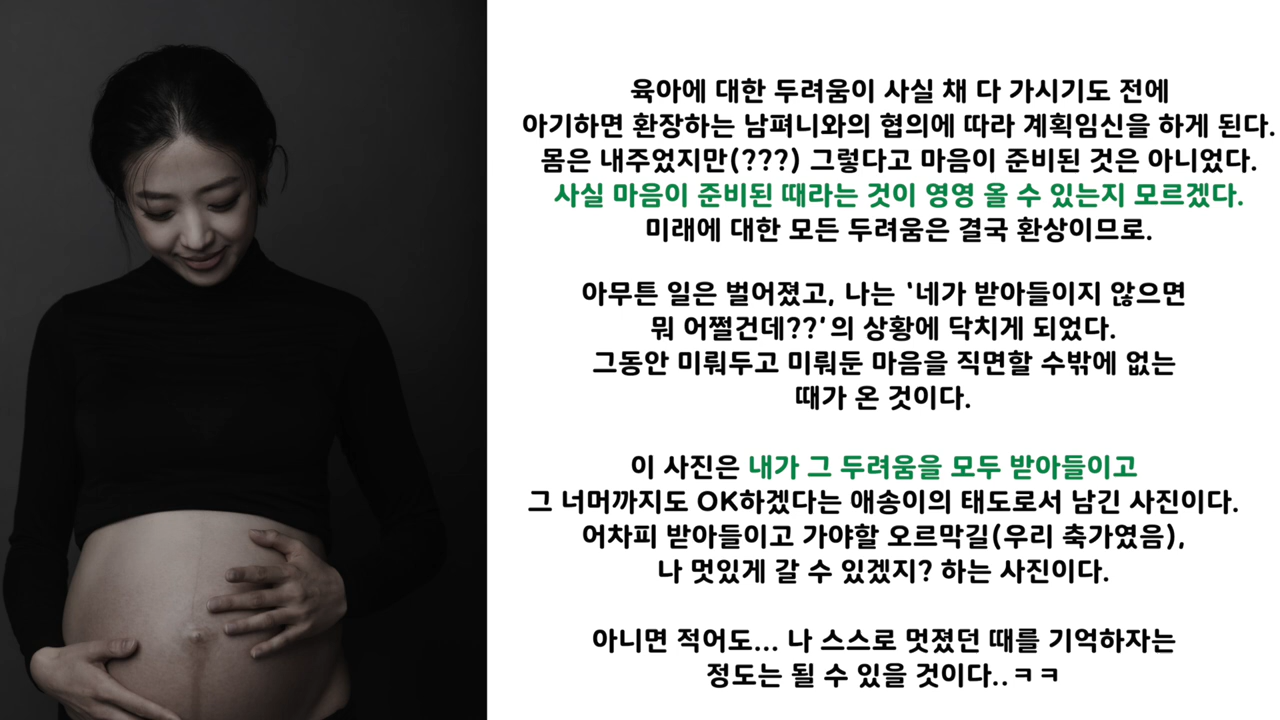 육아에 대한 두려움이 사실 채 다 가시기도 전에
아기하면 환장하는 남펴니와의 협의에 따라 계획임신을 하게 된다.
몸은 내주었지만(???) 그렇다고 마음이 준비된 것은 아니었다.
사실 마음이 준비된 때라는 것이 영영 올 수 있는지 모르겠다.
미래에 대한 모든 두려움은 결국 환상이므로.
아무튼 일은 벌어졌고, 나는 '네가 받아들이지 않으면
뭐 어쩔건데??'의 상황에 닥치게 되었다.
그동안 미뤄두고 미뤄둔 마음을 직면할 수밖에 없는
때가 온 것이다.
이 사진은 내가 그 두려움을 모두 받아들이고
그 너머까지도 OK하겠다는 애송이의 태도로서 남긴 사진이다.
어차피 받아들이고 가야할 오르막길(우리 축가였음),
나 멋있게 갈 수 있겠지? 하는 사진이다.
아니면 적어도... 나 스스로 멋졌던 때를 기억하자는
정도는 될 수 있을 것이다..ㅋㅋ